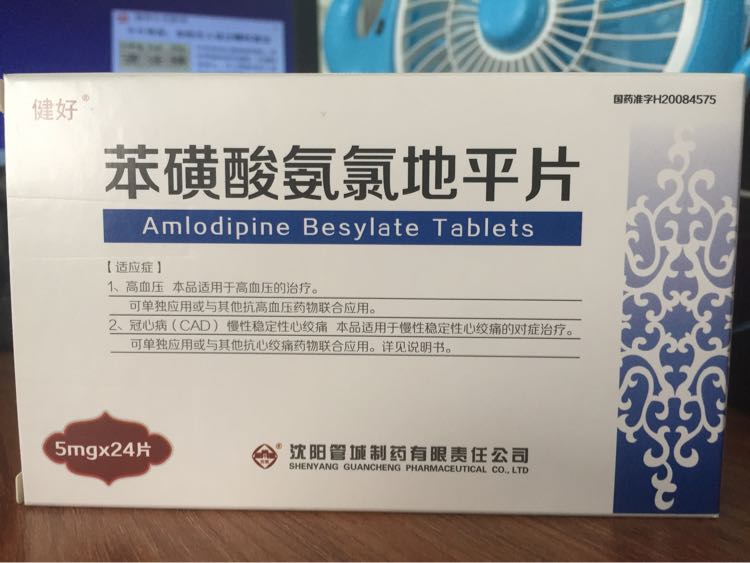 健好®
国药准字H20084575
苯磺酸氨氯地平片
Amlodipine Besylate Tablets
【适应症】
1、高血压 本品适用于高血压的治疗。
可单独应用或与其他抗高血压药物联合应用。
2、冠心病（CAD）慢性稳定性心绞痛 本品适用于慢性稳定性心绞痛的对症治疗。
可单独应用或与其他抗心绞痛药物联合应用。详见说明书。
5mgx24片
® 沈阳管城制药有限责任公司
SHENYANG GUANCHENG PHARMACEUTICAL CO., LTD